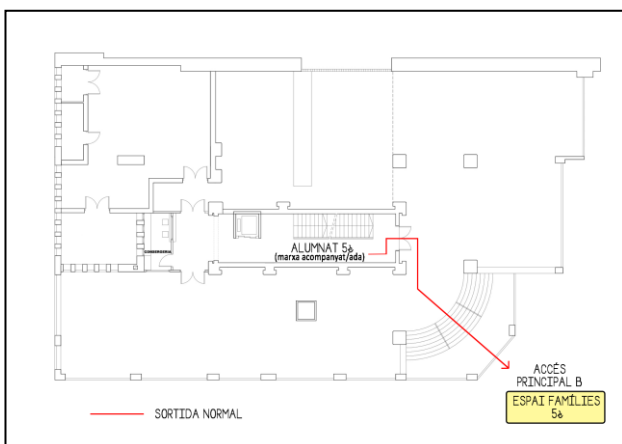 ALUMNAT 5è
(marxa acompanyat/ada)
ACCÉS
PRINCIPAL B
ESPAI FAMÍLIES
5è
SORTIDA NORMAL